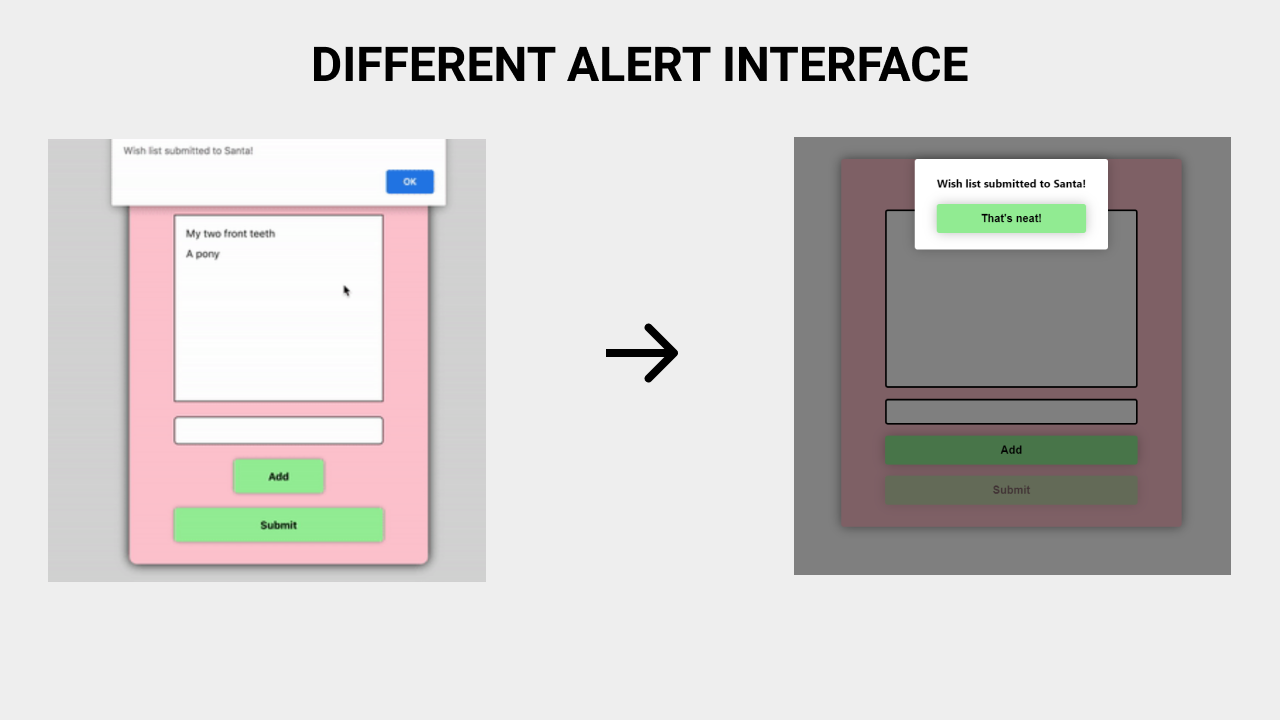 DIFFERENT ALERT INTERFACE
Wish list submitted to Santa!
OK
My two front teeth
A pony
Add
Submit
Wish list submitted to Santa!
That's neat!
Add
Submit